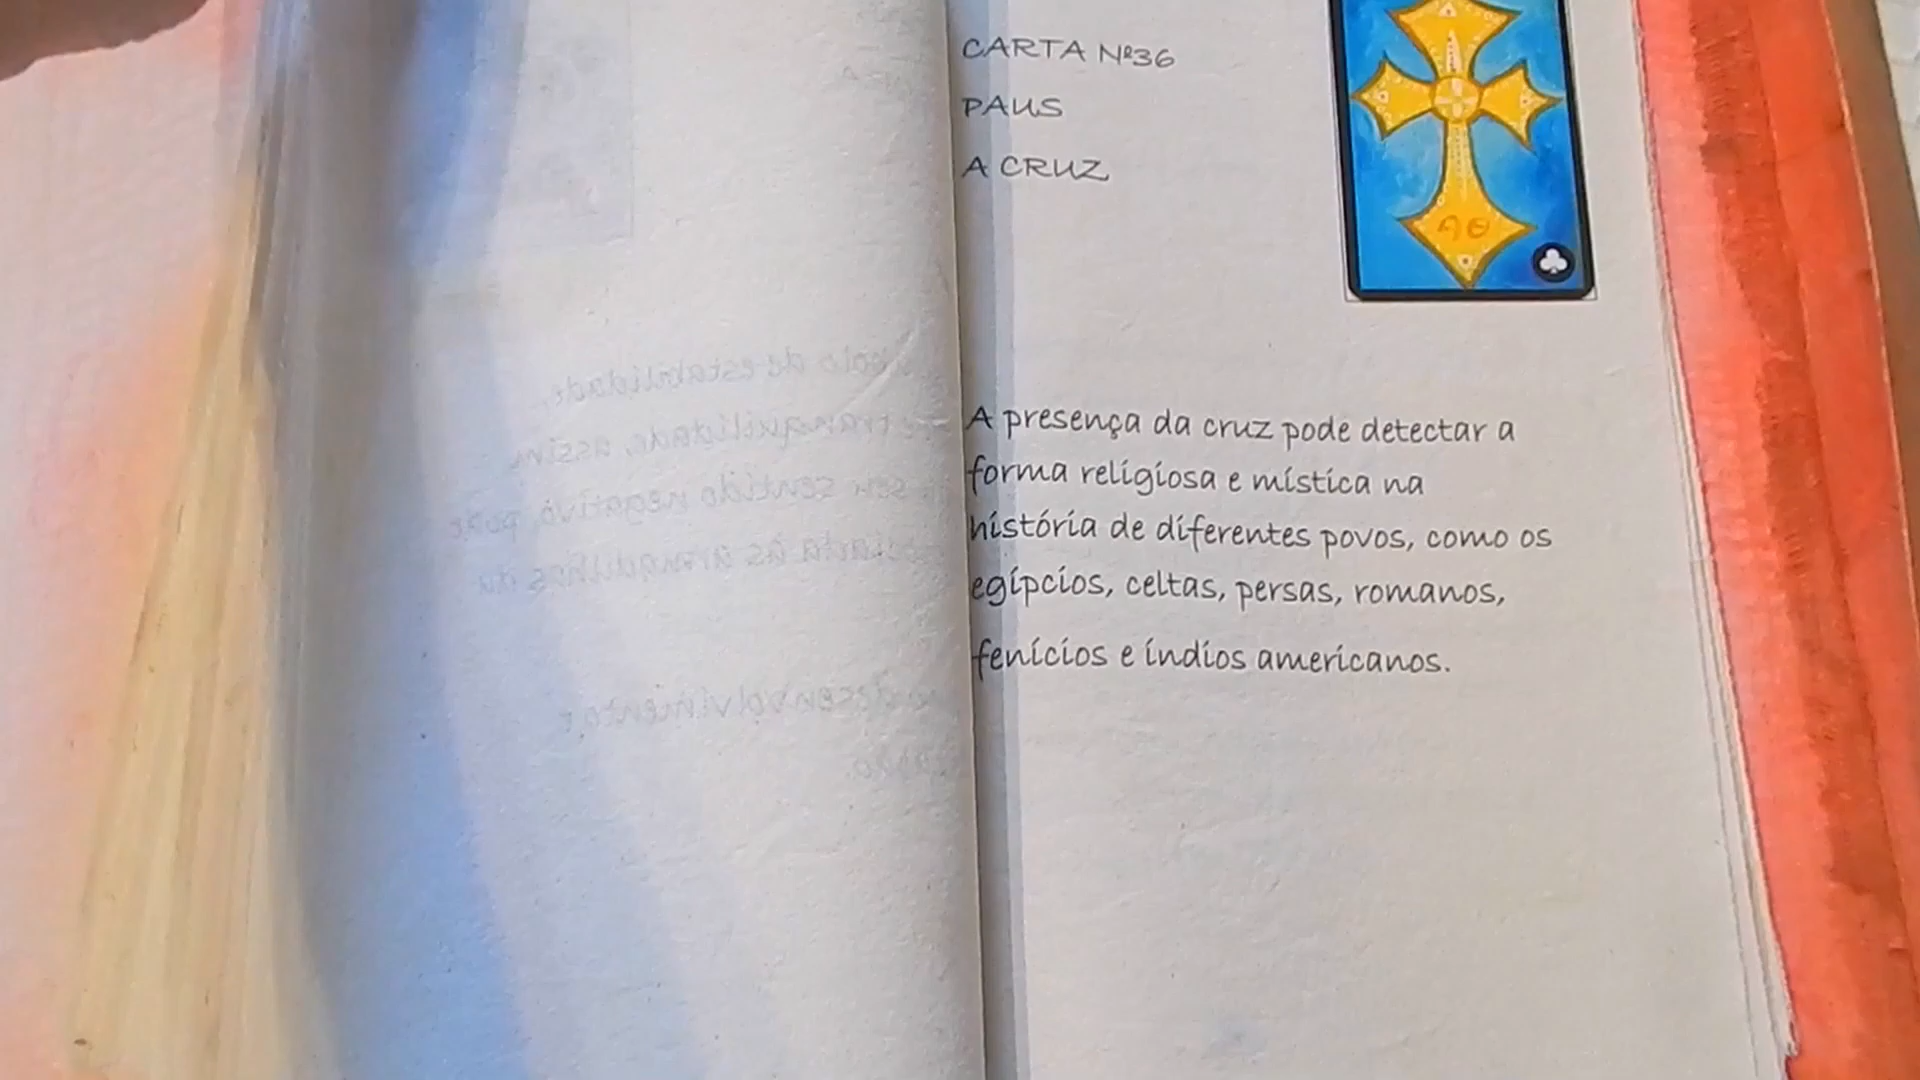 CARTA Nº36
PAUS
A CRUZ
A presença da cruz pode detectar a
forma religiosa e mística na
história de diferentes povos, como os
egípcios, celtas, persas, romanos,
fenícios e índios americanos.